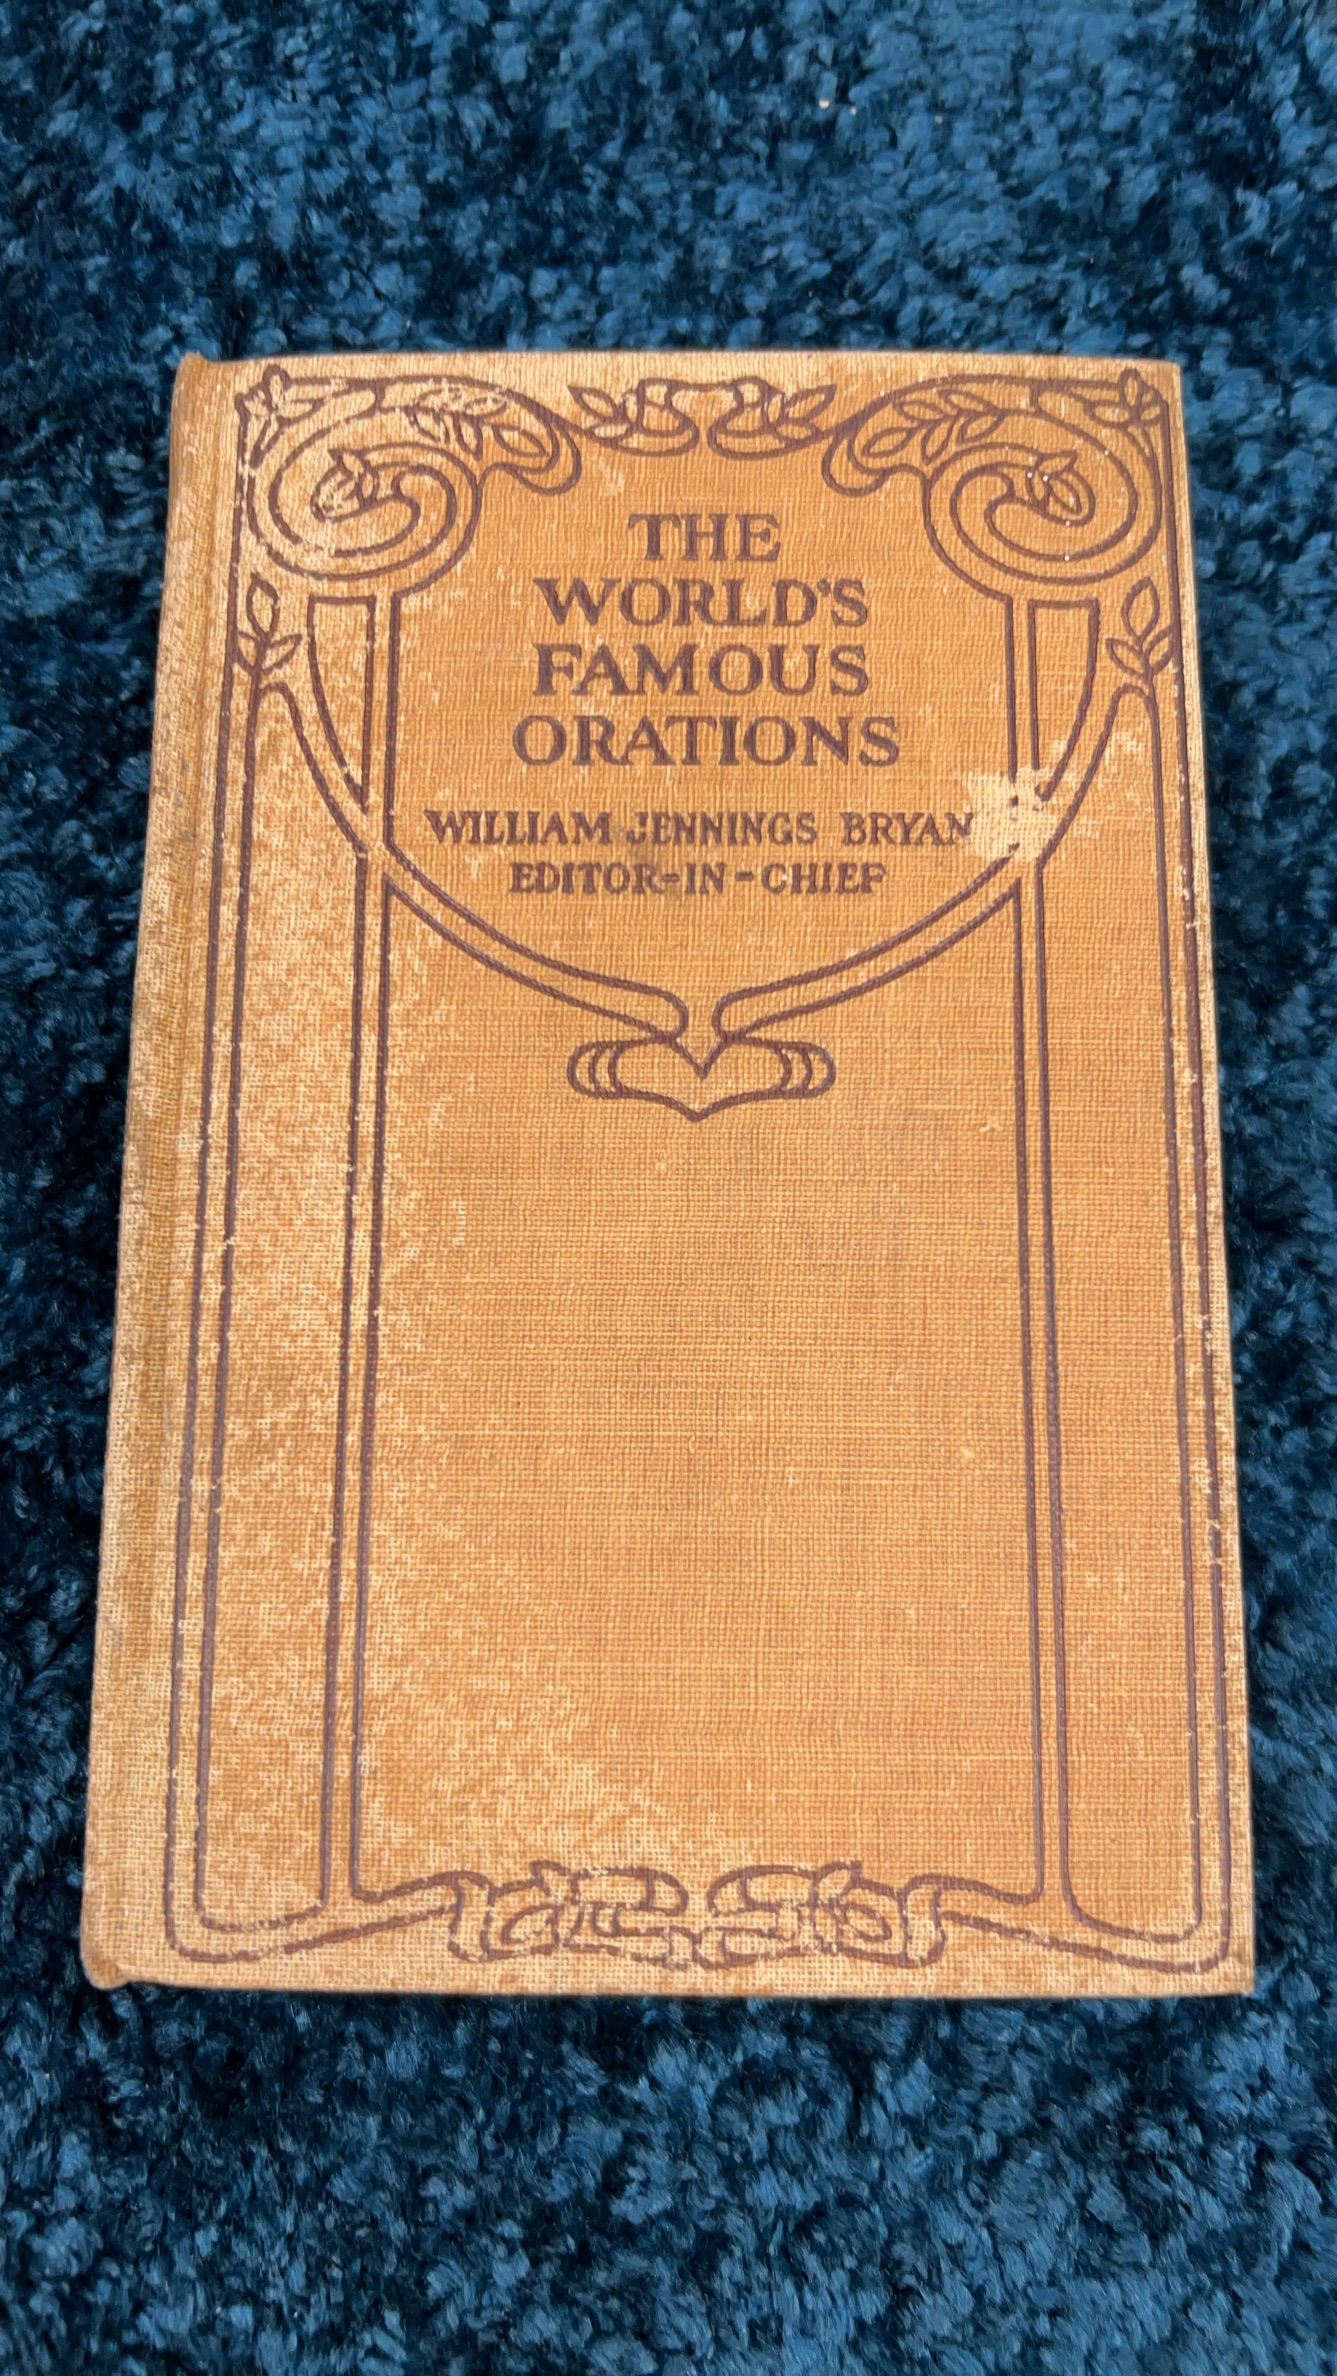 THE
WORLD'S
FAMOUS
ORATIONS
WILLIAM JENNINGS BRYAN
EDITOR-IN-CHIEF